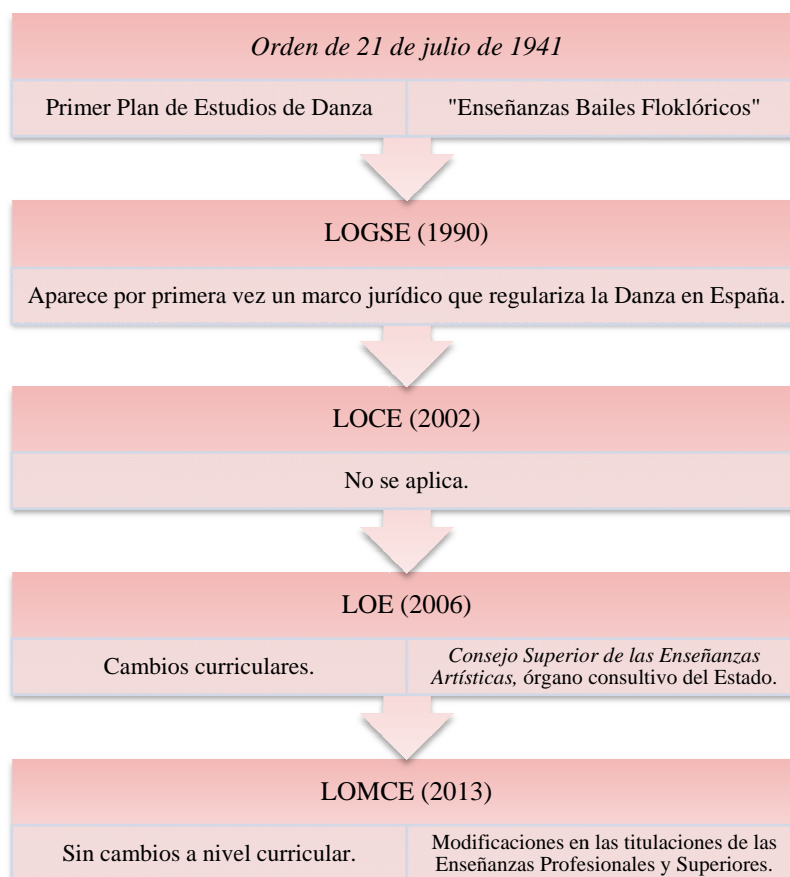 Orden de 21 de julio de 1941
Primer Plan de Estudios de Danza
"Enseñanzas Bailes Floklóricos"
LOGSE (1990)
Aparece por primera vez un marco jurídico que regulariza la Danza en España.
LOCE (2002)
No se aplica.
LOE (2006)
Cambios curriculares.
Consejo Superior de las Enseñanzas
Artísticas, órgano consultivo del Estado.
LOMCE (2013)
Sin cambios a nivel curricular.
Modificaciones en las titulaciones de las
Enseñanzas Profesionales y Superiores.